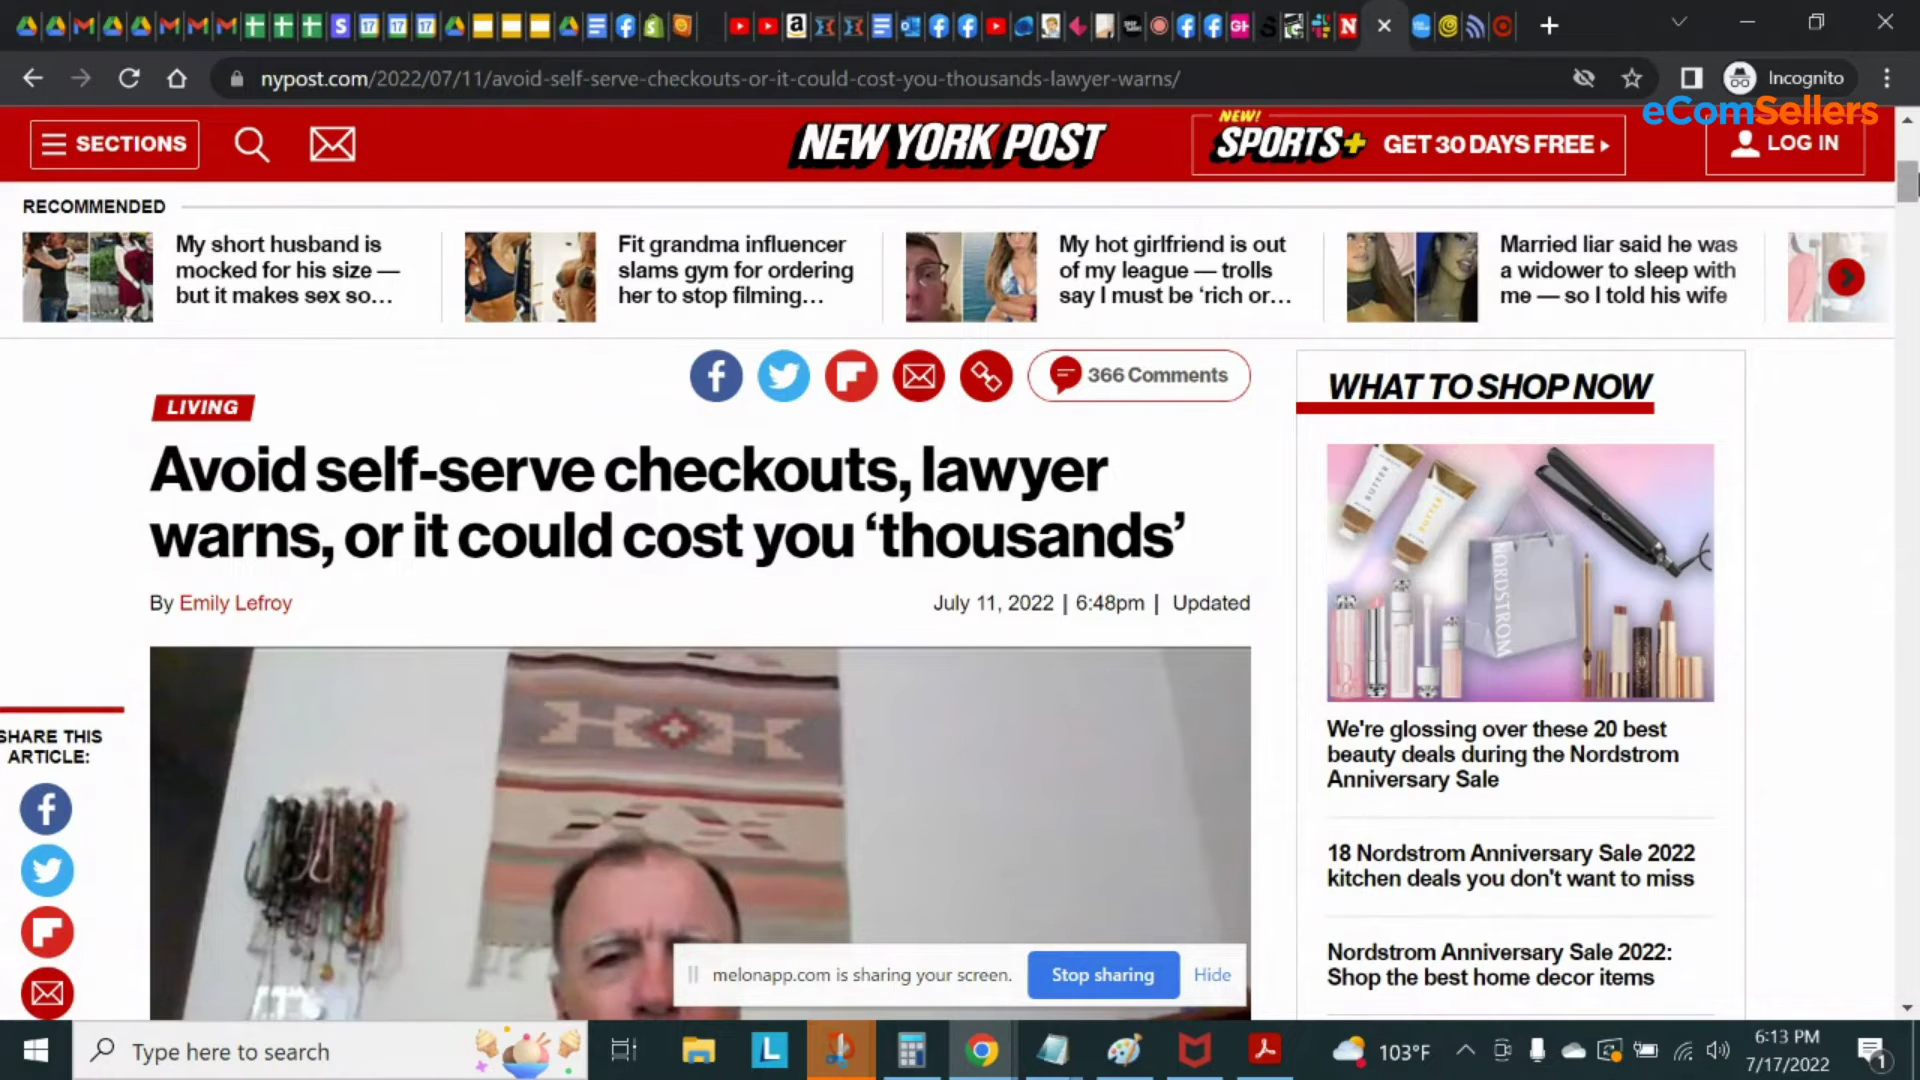 17
17
17
nypost.com/2022/07/11/avoid-self-serve-checkouts-or-it-could-cost-you-thousands-lawyer-warns/
Incognito
eComSellers
SECTIONS
NEW YORK POST
NEW!
SPORTS+
GET 30 DAYS FREE
LOG IN
RECOMMENDED
My short husband is
mocked for his size —
but it makes sex so...
Fit grandma influencer
slams gym for ordering
her to stop filming...
My hot girlfriend is out
of my league — trolls
say I must be ‘rich or...
Married liar said he was
a widower to sleep with
me — so I told his wife
366 Comments
LIVING
Avoid self-serve checkouts, lawyer
warns, or it could cost you ‘thousands’
By Emily Lefroy
July 11, 2022 | 6:48pm | Updated
SHARE THIS
ARTICLE:
WHAT TO SHOP NOW
BUTTER
BUTTER
NORDSTROM
We're glossing over these 20 best
beauty deals during the Nordstrom
Anniversary Sale
18 Nordstrom Anniversary Sale 2022
kitchen deals you don't want to miss
Nordstrom Anniversary Sale 2022:
Shop the best home decor items
melonapp.com is sharing your screen.
Stop sharing
Hide
Type here to search
103°F
6:13 PM
7/17/2022
1